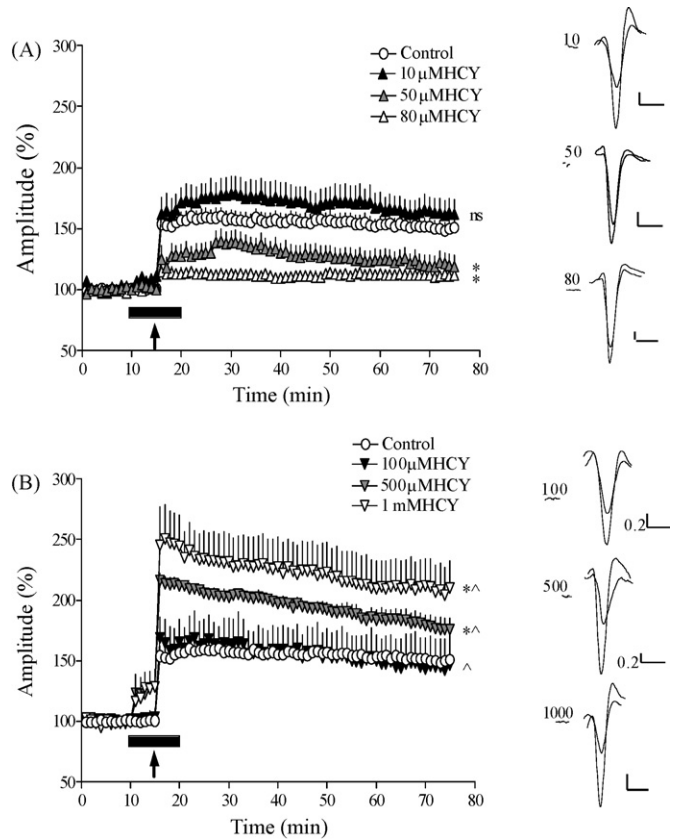 (A)
300
250
200
150
100
50
Amplitude (%)
Control
10 µMHCY
50 µMHCY
80 µMHCY
ns
*
*
0 10 20 30 40 50 60 70 80
Time (min)
10
50
80
(B)
300
250
200
150
100
50
Amplitude (%)
Control
100µMHCY
500µMHCY
1 mMHCY
*^
*^
^
0 10 20 30 40 50 60 70 80
Time (min)
100
0.2
500
0.2
1000